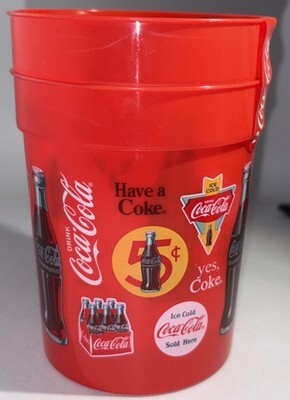 DRINK
Coca-Cola
Have a
Coke.
5¢
ICE
COLD
Coca-Cola
yes,
Coke.
Coca-Cola
Ice Cold
Coca-Cola
Sold Here